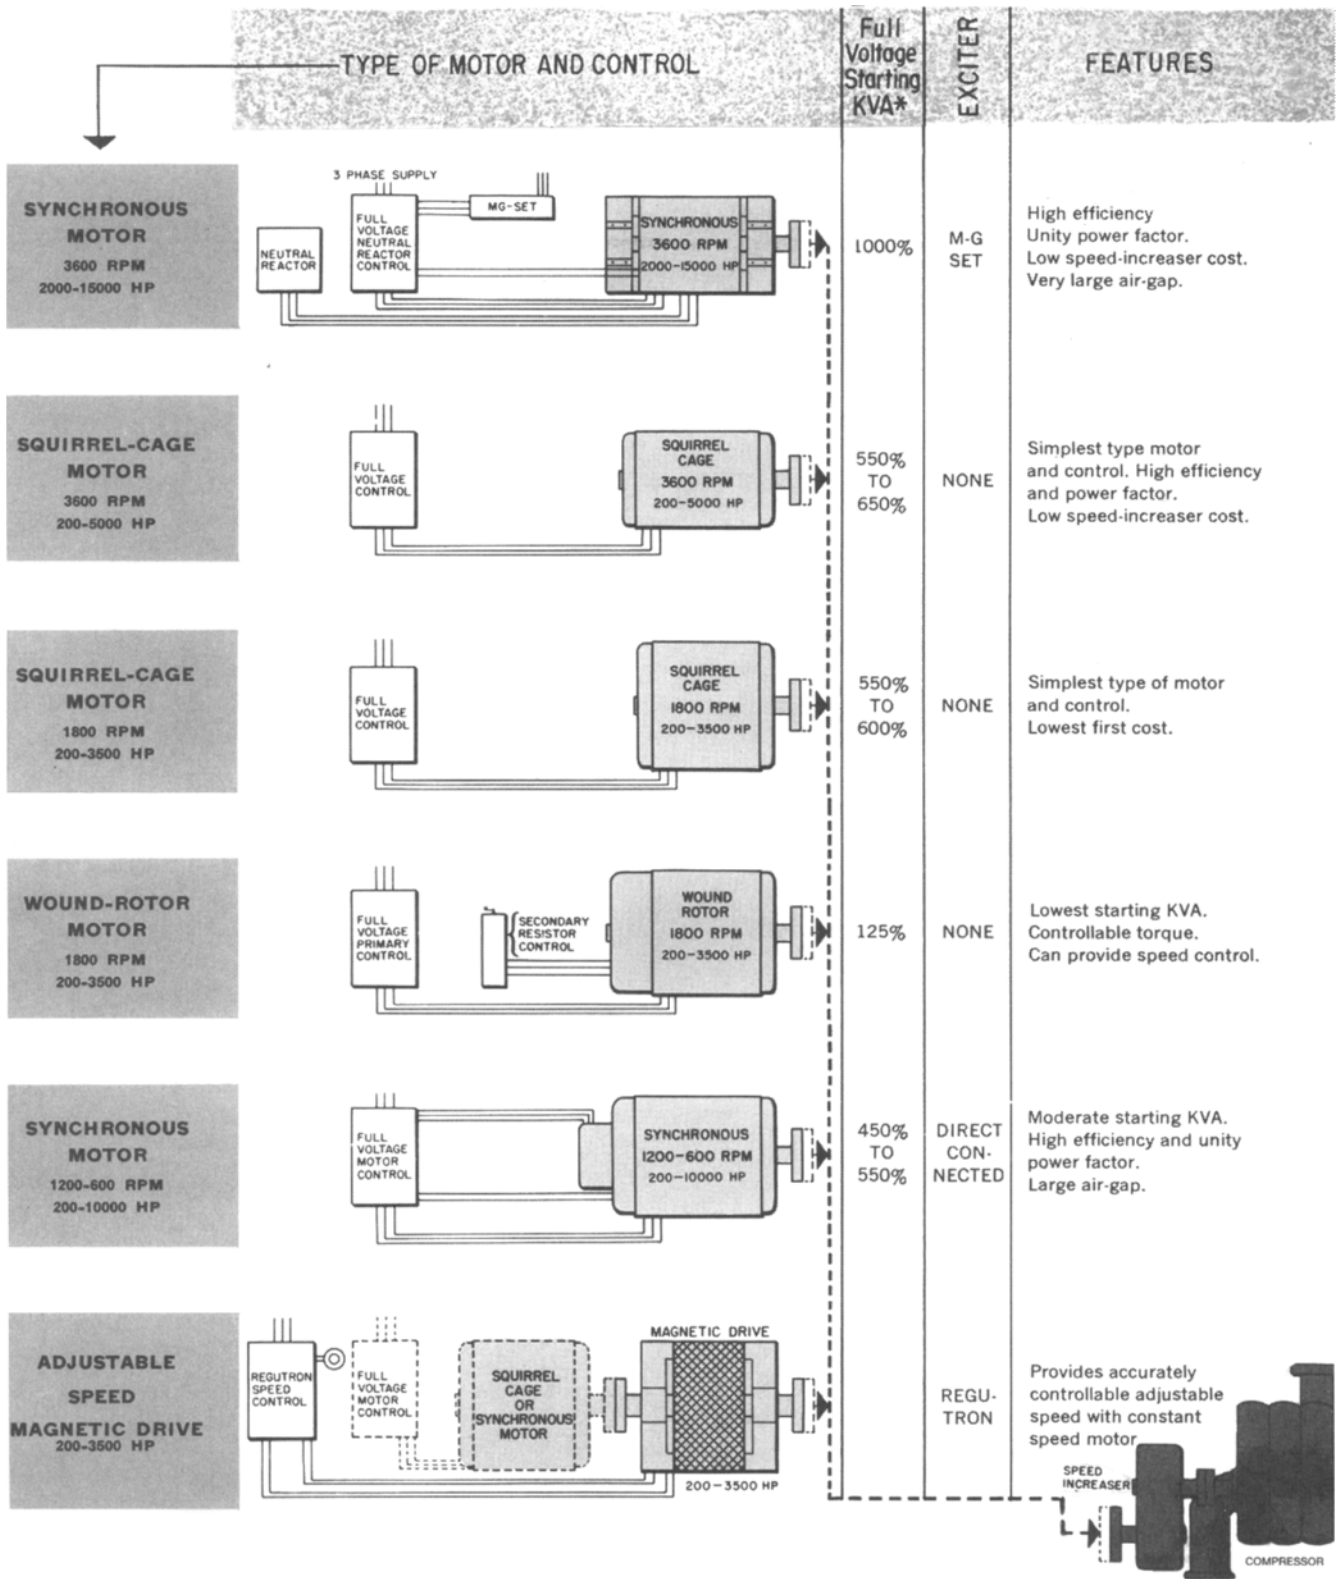 TYPE OF MOTOR AND CONTROL
Full
Voltage
Starting
KVA*
EXCITER
FEATURES
SYNCHRONOUS
MOTOR
3600 RPM
2000-15000 HP
3 PHASE SUPPLY
NEUTRAL
REACTOR
FULL
VOLTAGE
NEUTRAL
REACTOR
CONTROL
MG-SET
SYNCHRONOUS
3600 RPM
2000-15000 HP
1000%
M-G
SET
High efficiency
Unity power factor.
Low speed-increaser cost.
Very large air-gap.
SQUIRREL-CAGE
MOTOR
3600 RPM
200-5000 HP
FULL
VOLTAGE
CONTROL
SQUIRREL
CAGE
3600 RPM
200-5000 HP
550%
TO
650%
NONE
Simplest type motor
and control. High efficiency
and power factor.
Low speed-increaser cost.
SQUIRREL-CAGE
MOTOR
1800 RPM
200-3500 HP
FULL
VOLTAGE
CONTROL
SQUIRREL
CAGE
1800 RPM
200-3500 HP
550%
TO
600%
NONE
Simplest type of motor
and control.
Lowest first cost.
WOUND-ROTOR
MOTOR
1800 RPM
200-3500 HP
FULL
VOLTAGE
PRIMARY
CONTROL
SECONDARY
RESISTOR
CONTROL
WOUND
ROTOR
1800 RPM
200-3500 HP
125%
NONE
Lowest starting KVA.
Controllable torque.
Can provide speed control.
SYNCHRONOUS
MOTOR
1200-600 RPM
200-10000 HP
FULL
VOLTAGE
MOTOR
CONTROL
SYNCHRONOUS
1200-600 RPM
200-10000 HP
450%
TO
550%
DIRECT
CON-
NECTED
Moderate starting KVA.
High efficiency and unity
power factor.
Large air-gap.
ADJUSTABLE
SPEED
MAGNETIC DRIVE
200-3500 HP
REGUTRON
SPEED
CONTROL
FULL
VOLTAGE
MOTOR
CONTROL
SQUIRREL
CAGE
OR
SYNCHRONOUS
MOTOR
MAGNETIC DRIVE
200-3500 HP
REGU-
TRON
Provides accurately
controllable adjustable
speed with constant
speed motor
SPEED
INCREASER
COMPRESSOR